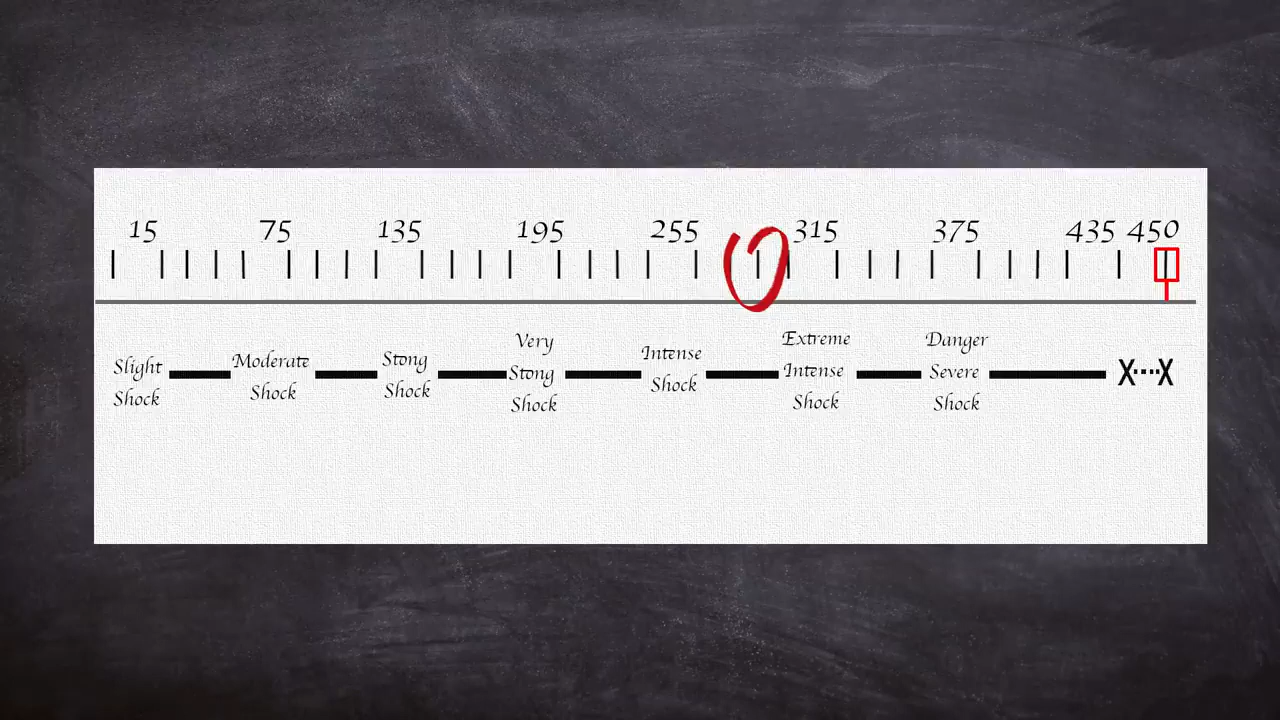 15 75 135 195 255 315 375 435 450
Slight
Shock
Moderate
Shock
Stong
Shock
Very
Stong
Shock
Intense
Shock
Extreme
Intense
Shock
Danger
Severe
Shock
X····X